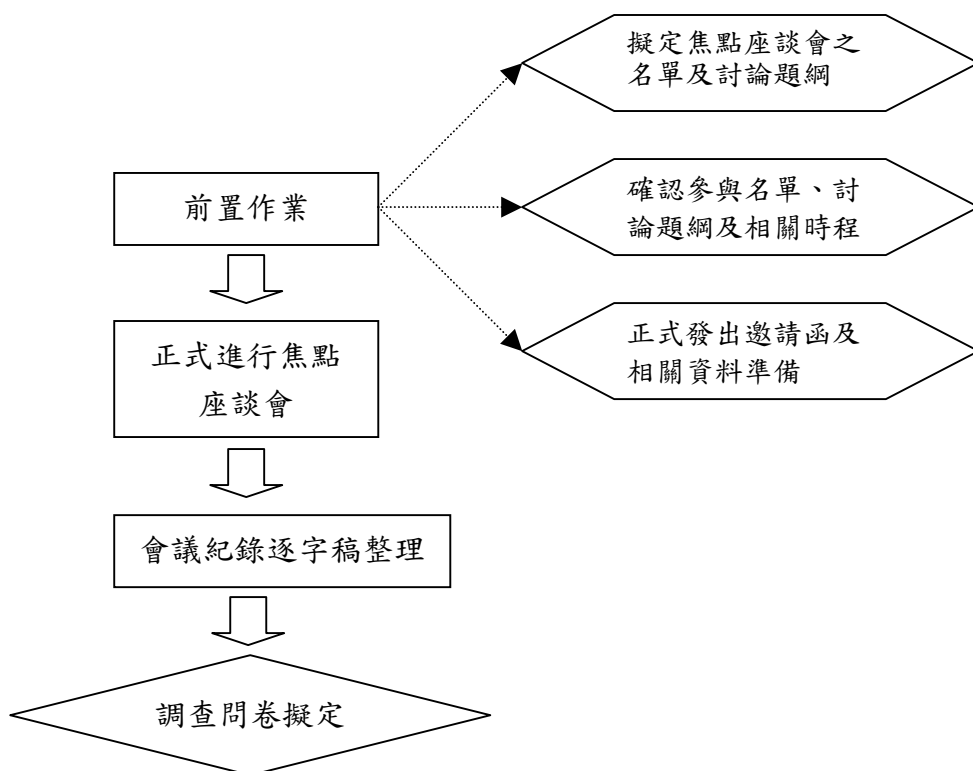 擬定焦點座談會之
名單及討論題綱
前置作業
確認參與名單、討
論題綱及相關時程
正式進行焦點
座談會
正式發出邀請函及
相關資料準備
會議紀錄逐字稿整理
調查問卷擬定